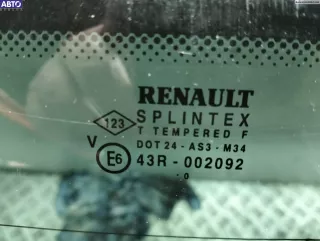 АВТО
RENAULT
123 SPLINTEX
T TEMPERED F
V DOT 24 - AS3 - M34
E6 43R - 002092